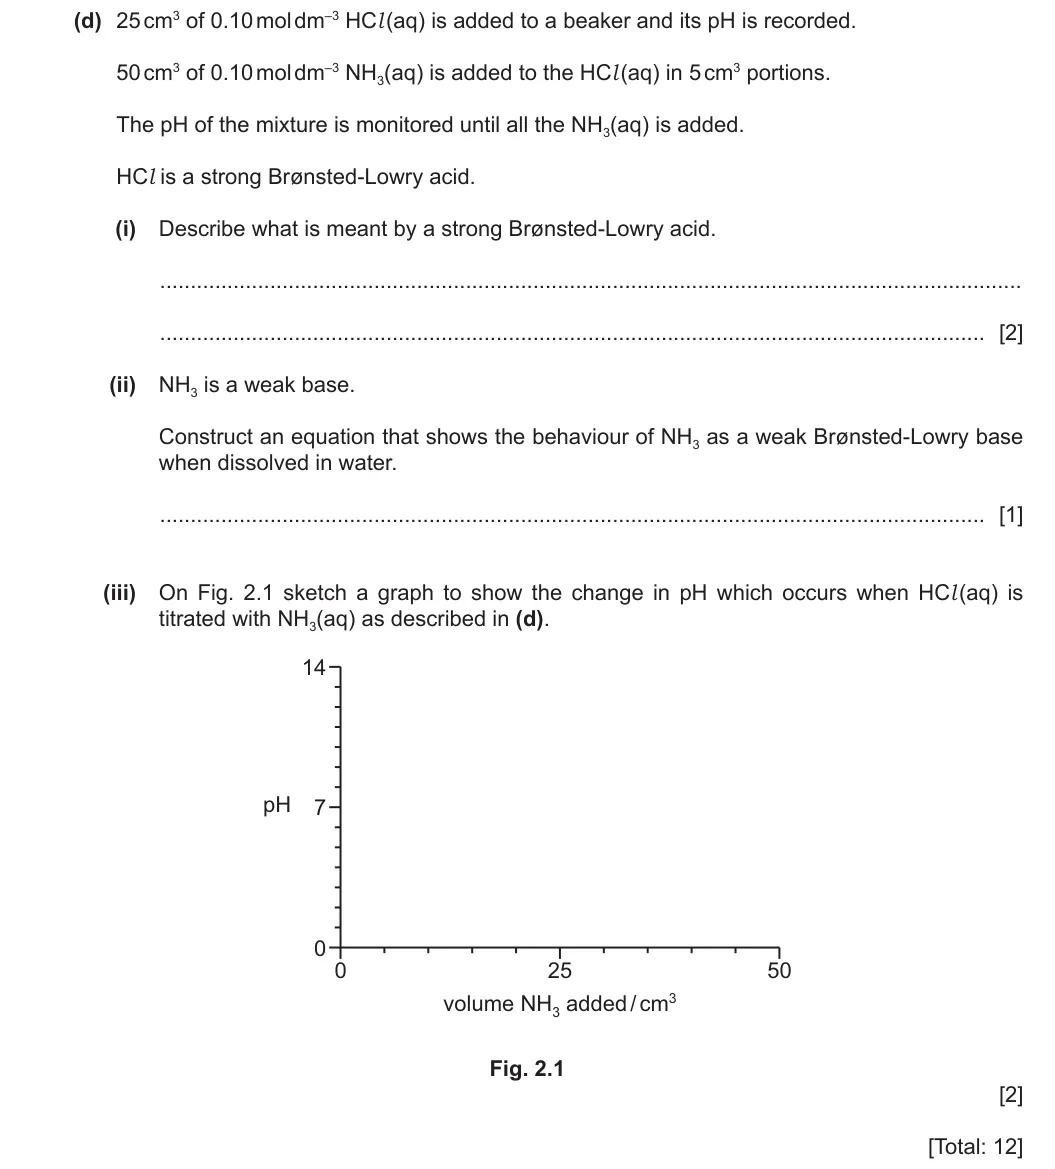 (d) 25 cm³ of 0.10 mol dm⁻³ HCl(aq) is added to a beaker and its pH is recorded.
50 cm³ of 0.10 mol dm⁻³ NH₃(aq) is added to the HCl(aq) in 5 cm³ portions.
The pH of the mixture is monitored until all the NH₃(aq) is added.
HCl is a strong Brønsted-Lowry acid.
(i) Describe what is meant by a strong Brønsted-Lowry acid.
..........................................................................................
.......................................................................................... [2]
(ii) NH₃ is a weak base.
Construct an equation that shows the behaviour of NH₃ as a weak Brønsted-Lowry base
when dissolved in water.
.......................................................................................... [1]
(iii) On Fig. 2.1 sketch a graph to show the change in pH which occurs when HCl(aq) is
titrated with NH₃(aq) as described in (d).
14
pH 7
0
0 25 50
volume NH₃ added / cm³
Fig. 2.1
[2]
[Total: 12]